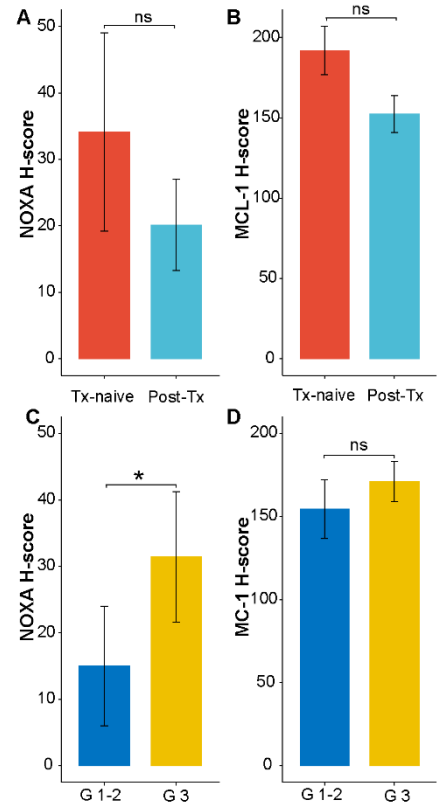 A
ns
NOXA H-score
50
40
30
20
10
0
Tx-naive Post-Tx
B
ns
MCL-1 H-score
200
150
100
50
0
Tx-naive Post-Tx
C
*
NOXA H-score
50
40
30
20
10
0
G 1-2 G 3
D
ns
MC-1 H-score
200
150
100
50
0
G 1-2 G 3